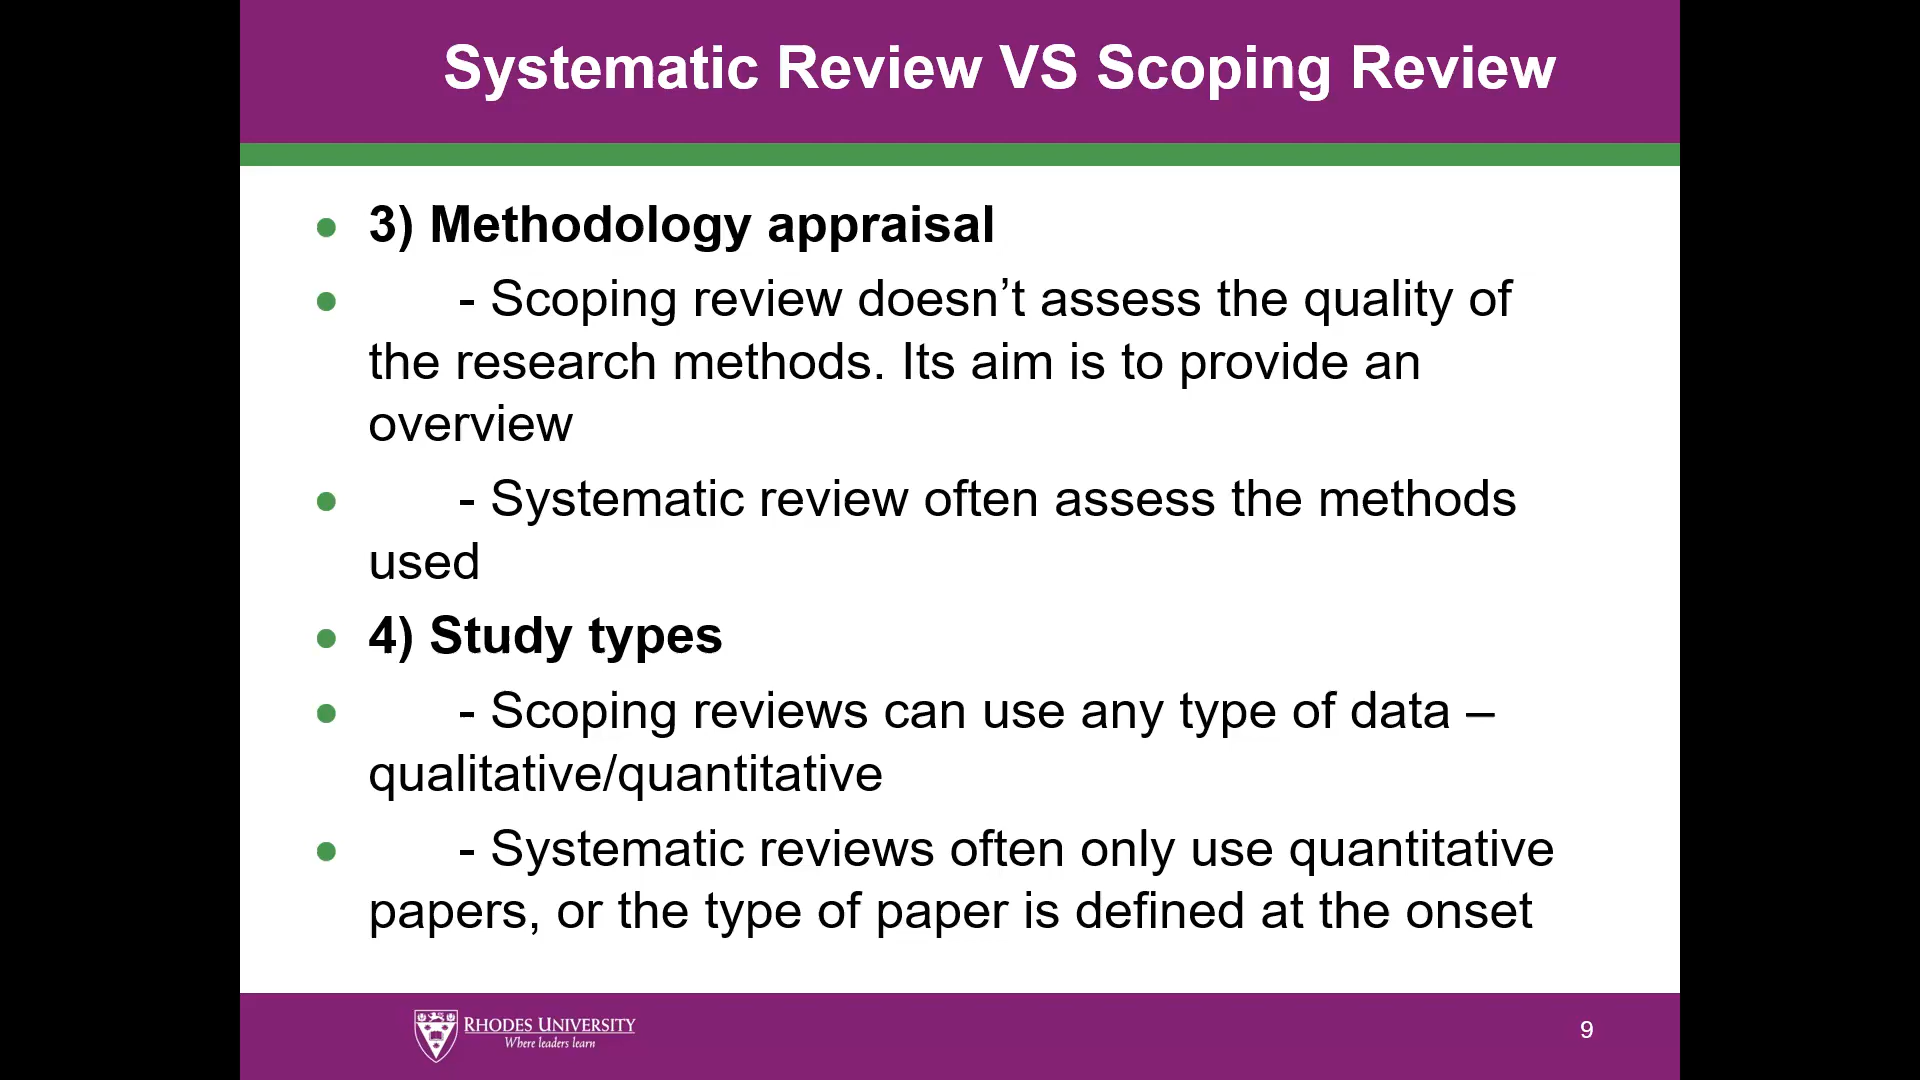 Systematic Review VS Scoping Review
3) Methodology appraisal
- Scoping review doesn’t assess the quality of
the research methods. Its aim is to provide an
overview
- Systematic review often assess the methods
used
4) Study types
- Scoping reviews can use any type of data –
qualitative/quantitative
- Systematic reviews often only use quantitative
papers, or the type of paper is defined at the onset
RHODES UNIVERSITY
Where leaders learn
9